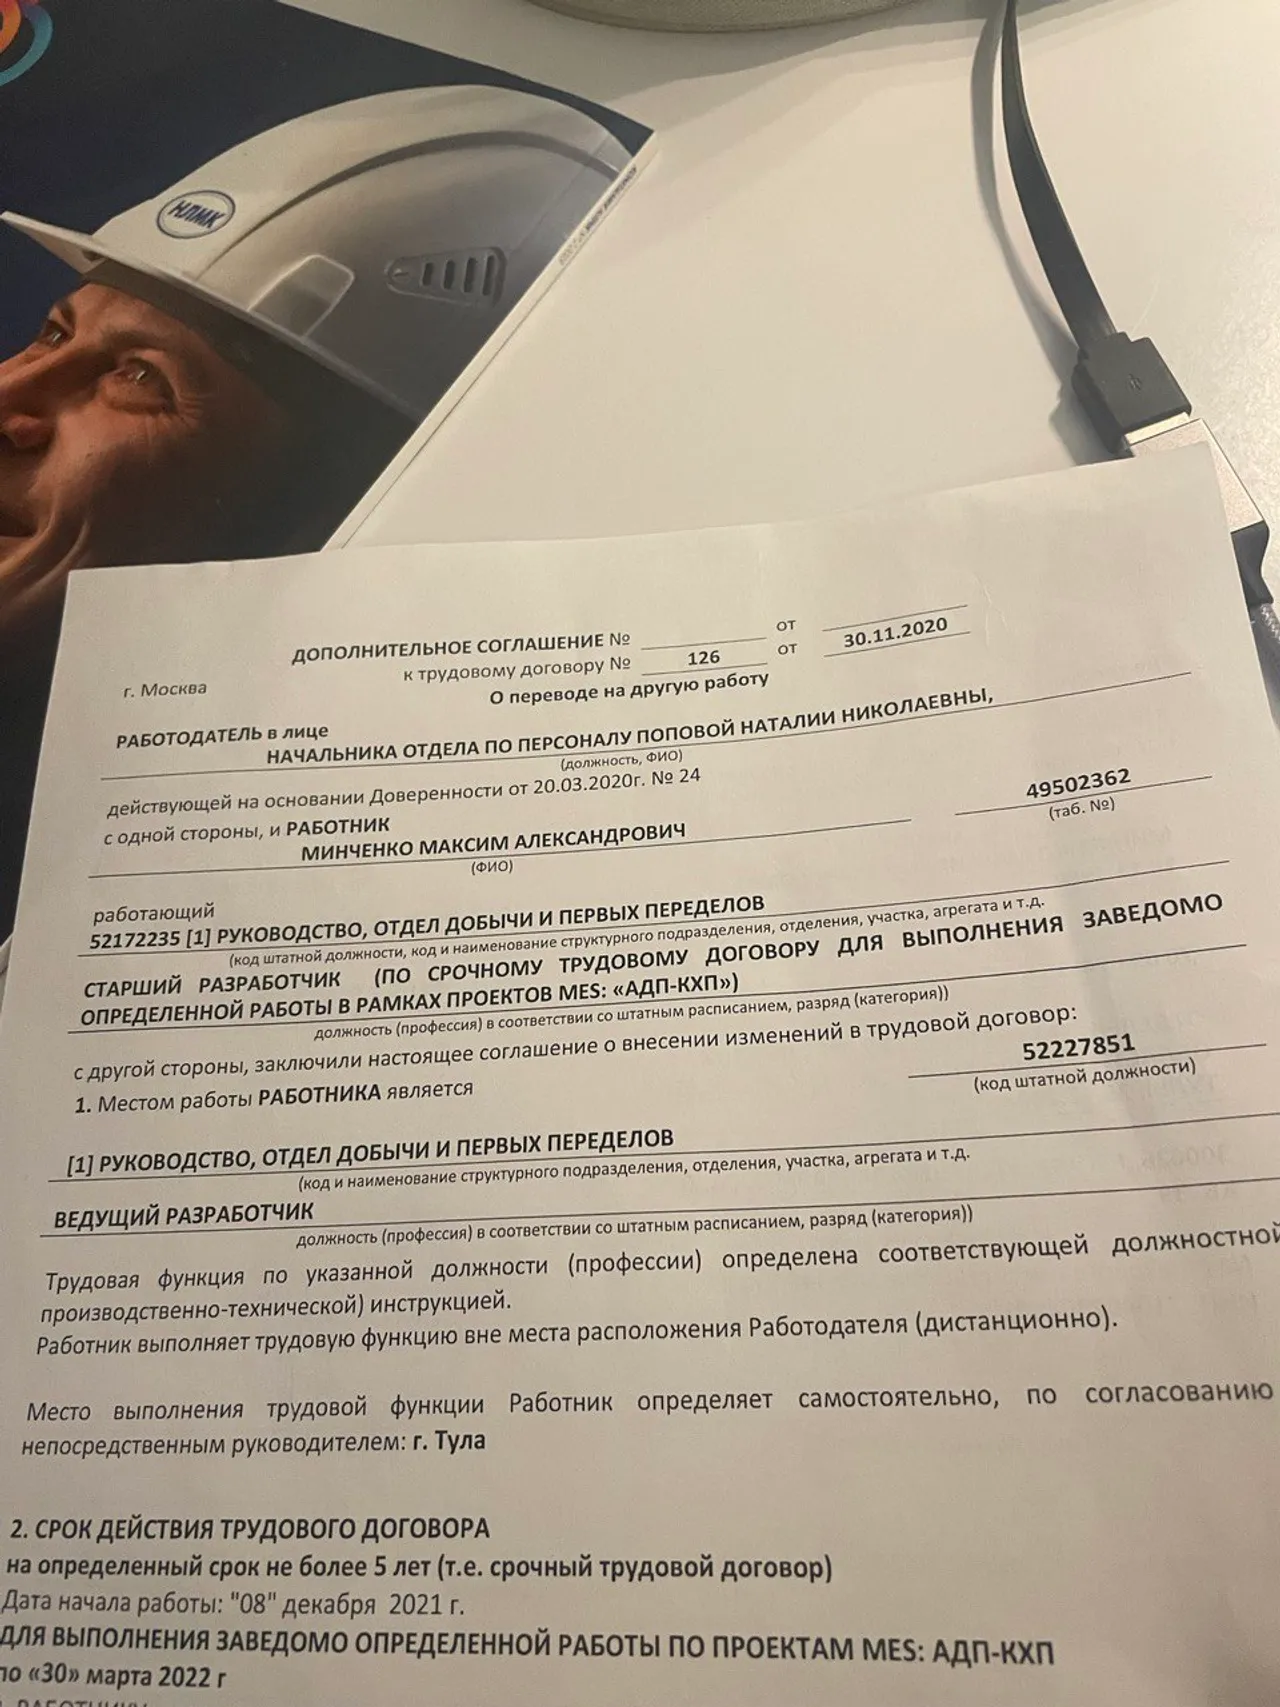 НЛМК
ДОПОЛНИТЕЛЬНОЕ СОГЛАШЕНИЕ № от
к трудовому договору № 126 от 30.11.2020
г. Москва
О переводе на другую работу
РАБОТОДАТЕЛЬ в лице
НАЧАЛЬНИКА ОТДЕЛА ПО ПЕРСОНАЛУ ПОПОВОЙ НАТАЛИИ НИКОЛАЕВНЫ,
(должность, ФИО)
действующей на основании Доверенности от 20.03.2020г. № 24
с одной стороны, и РАБОТНИК
49502362
МИНЧЕНКО МАКСИМ АЛЕКСАНДРОВИЧ
(таб. №)
(ФИО)
работающий
52172235 [1] РУКОВОДСТВО, ОТДЕЛ ДОБЫЧИ И ПЕРВЫХ ПЕРЕДЕЛОВ
(код штатной должности, код и наименование структурного подразделения, отделения, участка, агрегата и т.д.
СТАРШИЙ РАЗРАБОТЧИК (ПО СРОЧНОМУ ТРУДОВОМУ ДОГОВОРУ ДЛЯ ВЫПОЛНЕНИЯ ЗАВЕДОМО
ОПРЕДЕЛЕННОЙ РАБОТЫ В РАМКАХ ПРОЕКТОВ MES: «АДП-КХП»)
должность (профессия) в соответствии со штатным расписанием, разряд (категория))
с другой стороны, заключили настоящее соглашение о внесении изменений в трудовой договор:
1. Местом работы РАБОТНИКА является
52227851
(код штатной должности)
[1] РУКОВОДСТВО, ОТДЕЛ ДОБЫЧИ И ПЕРВЫХ ПЕРЕДЕЛОВ
(код и наименование структурного подразделения, отделения, участка, агрегата и т.д.
ВЕДУЩИЙ РАЗРАБОТЧИК
должность (профессия) в соответствии со штатным расписанием, разряд (категория))
Трудовая функция по указанной должности (профессии) определена соответствующей должностной
производственно-технической) инструкцией.
Работник выполняет трудовую функцию вне места расположения Работодателя (дистанционно).
Место выполнения трудовой функции Работник определяет самостоятельно, по согласованию
непосредственным руководителем: г. Тула
2. СРОК ДЕЙСТВИЯ ТРУДОВОГО ДОГОВОРА
на определенный срок не более 5 лет (т.е. срочный трудовой договор)
Дата начала работы: "08" декабря 2021 г.
ДЛЯ ВЫПОЛНЕНИЯ ЗАВЕДОМО ОПРЕДЕЛЕННОЙ РАБОТЫ ПО ПРОЕКТАМ MES: АДП-КХП
по «30» марта 2022 г